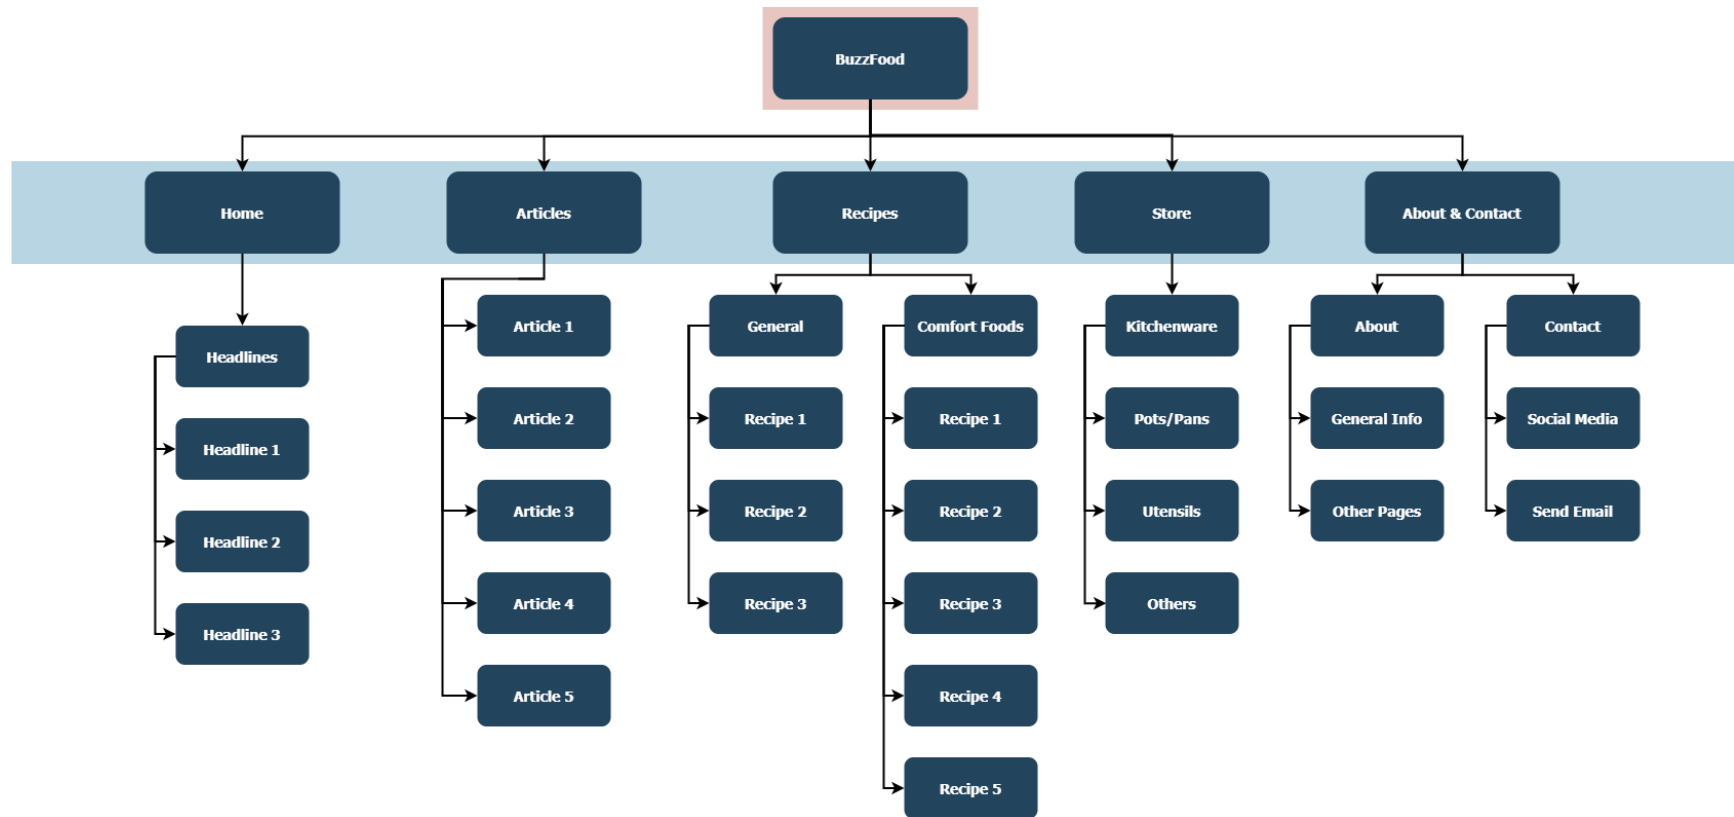 BuzzFood
Home
Articles
Recipes
Store
About & Contact
Headlines
Headline 1
Headline 2
Headline 3
Article 1
Article 2
Article 3
Article 4
Article 5
General
Recipe 1
Recipe 2
Recipe 3
Comfort Foods
Recipe 1
Recipe 2
Recipe 3
Recipe 4
Recipe 5
Kitchenware
Pots/Pans
Utensils
Others
About
General Info
Other Pages
Contact
Social Media
Send Email